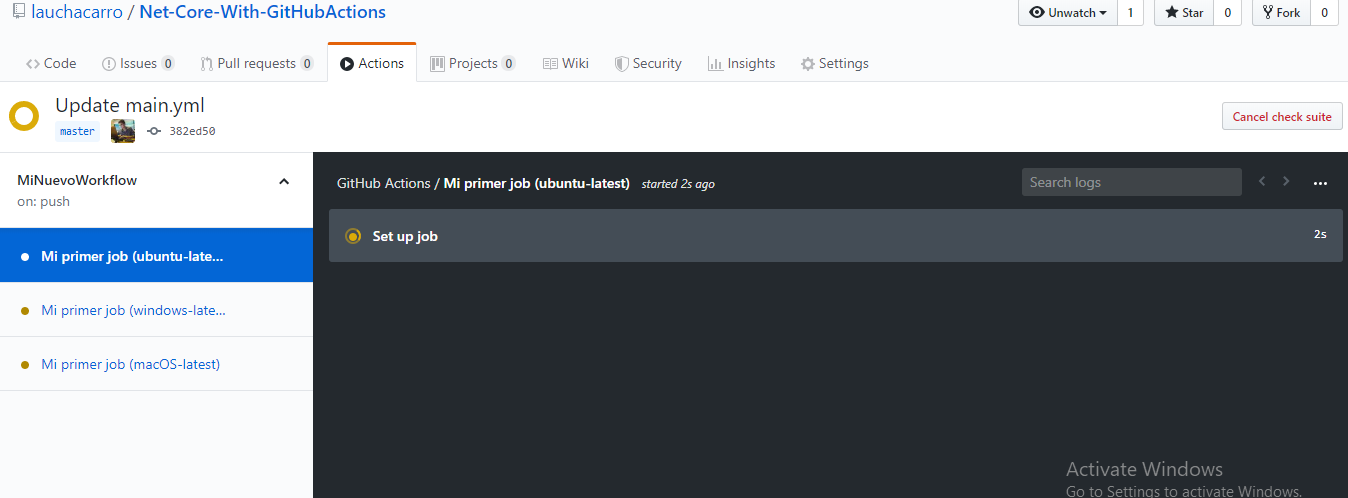 lauchacarro / Net-Core-With-GitHubActions
Unwatch 1 Star 0 Fork 0
Code Issues 0 Pull requests 0 Actions Projects 0 Wiki Security Insights Settings
Update main.yml
master 382ed50
Cancel check suite
MiNuevoWorkflow
on: push
Mi primer job (ubuntu-late...
Mi primer job (windows-late...
Mi primer job (macOS-latest)
GitHub Actions / Mi primer job (ubuntu-latest) started 2s ago
Search logs
Set up job 2s
Activate Windows
Go to Settings to activate Windows.